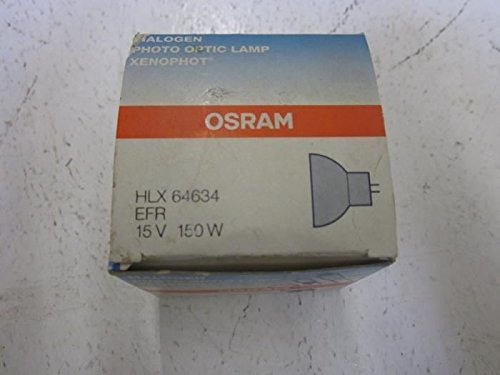 HALOGEN
PHOTO OPTIC LAMP
XENOPHOT®
OSRAM
HLX 64634
EFR
15 V 150 W